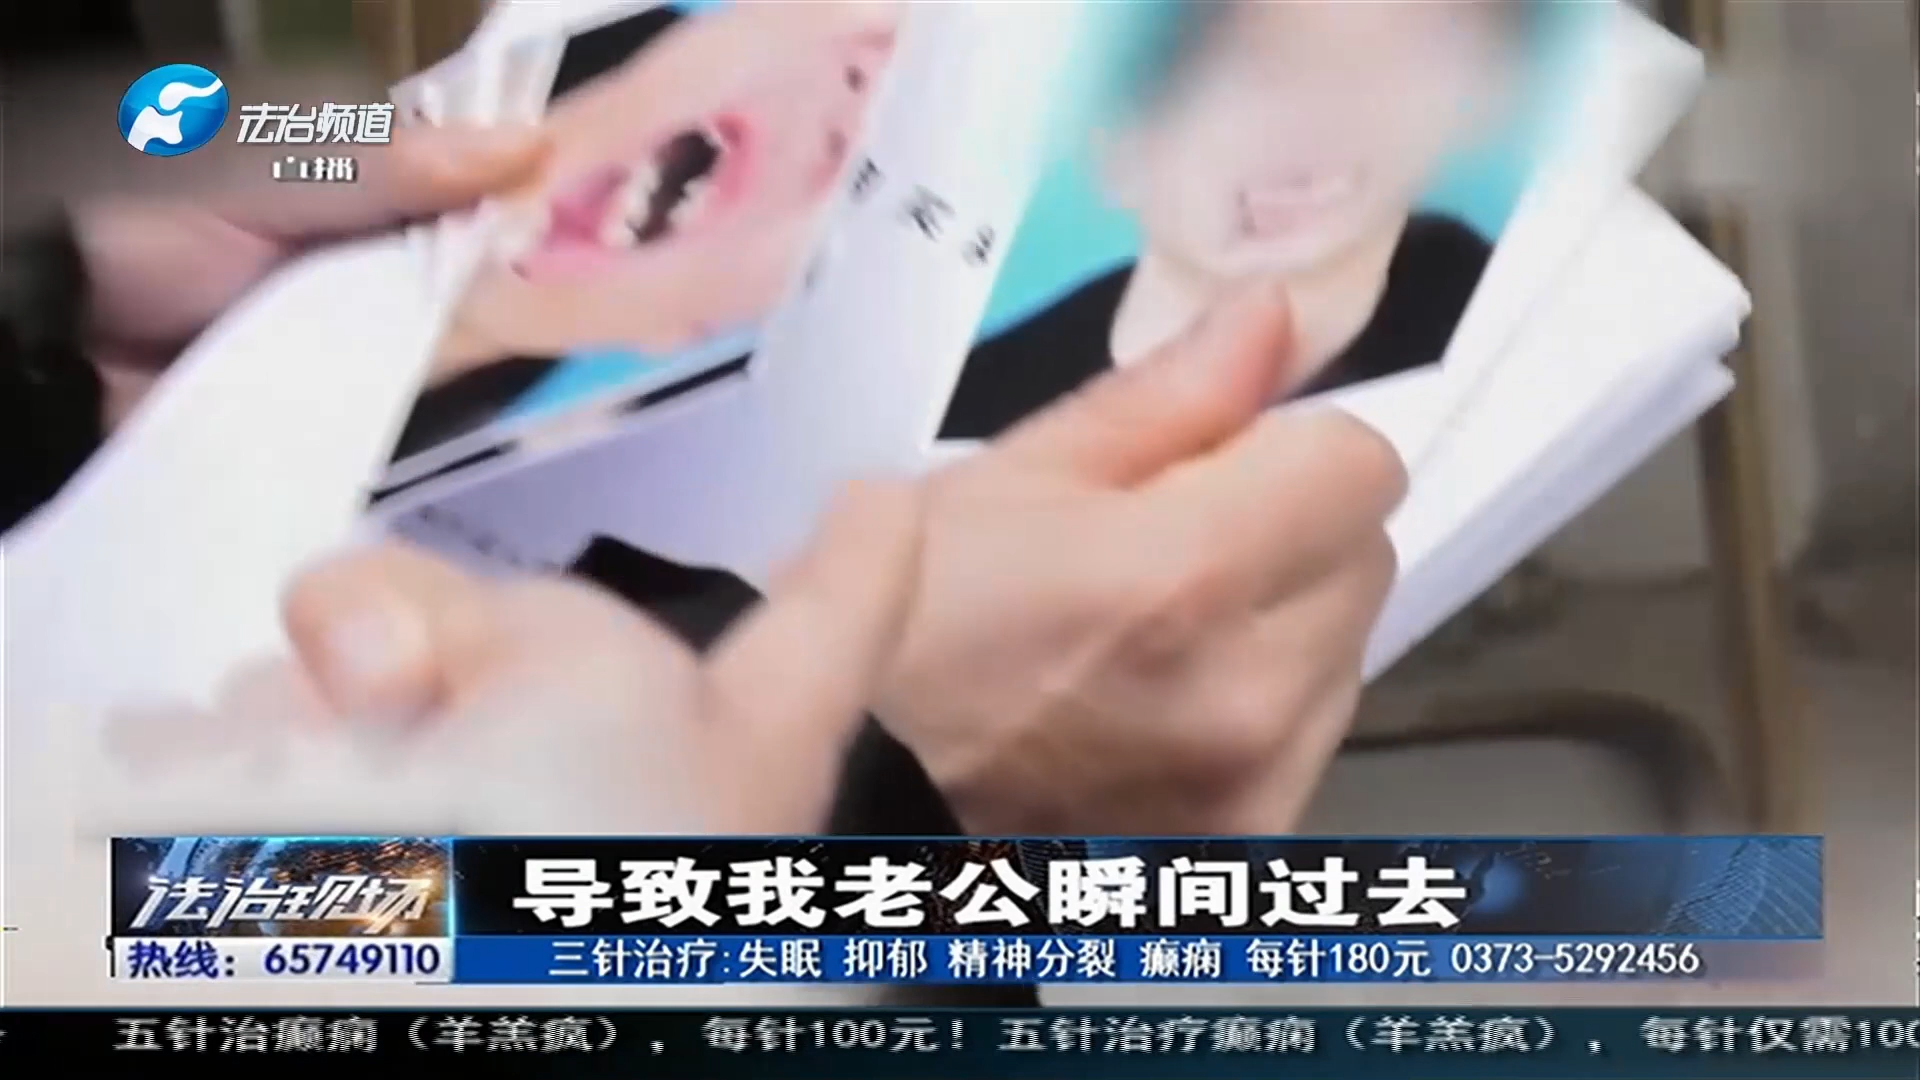 法治频道
直播
法治现场
导致我老公瞬间过去
热线：65749110
三针治疗:失眠 抑郁 精神分裂 癫痫 每针180元 0373-5292456
五针治癫痫（羊羔疯），每针100元！五针治疗癫痫（羊羔疯），每针仅需100